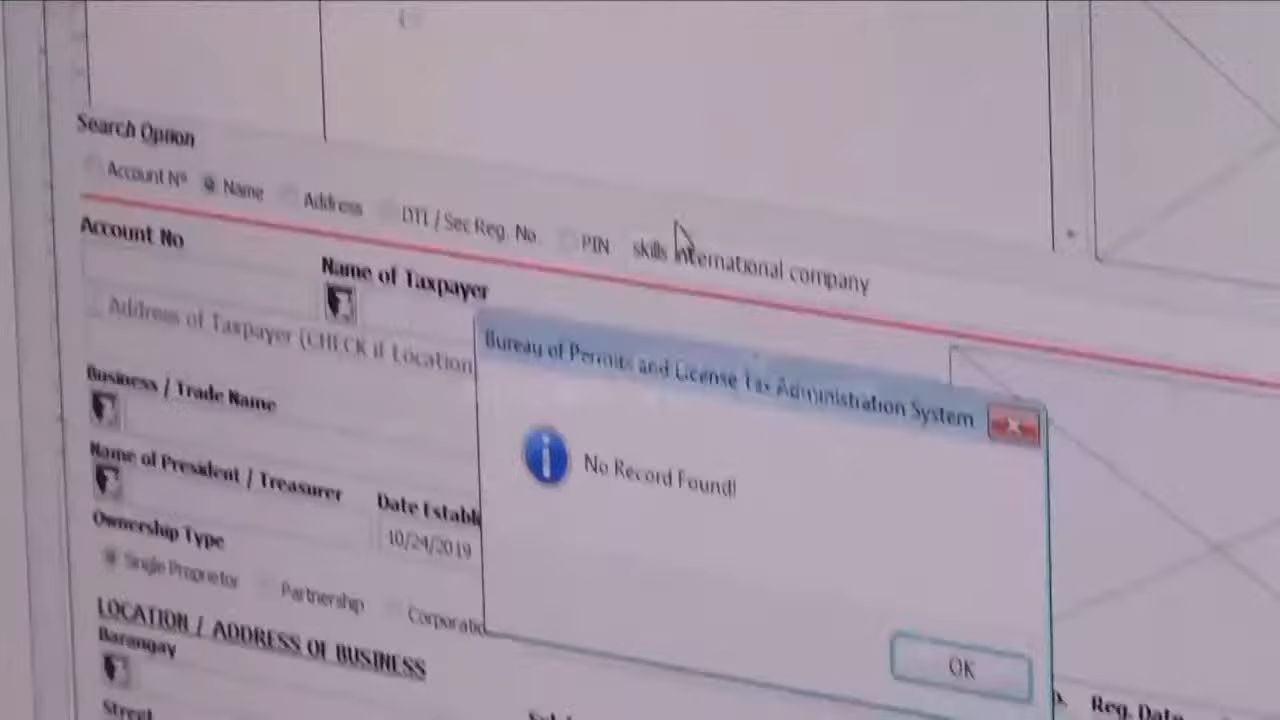 Search Option
Account Nº Name Address DTI / Sec Reg. No. PIN skills international company
Account No
Name of Taxpayer
Address of Taxpayer (CHECK if Location
Bureau of Permits and License Tax Administration System
No Record Found!
OK
Business / Trade Name
Name of President / Treasurer
Date Establ
10/24/2019
Ownership Type
Single Proprietor Partnership Corporatio
LOCATION / ADDRESS OF BUSINESS
Barangay
Street
Reg. Date